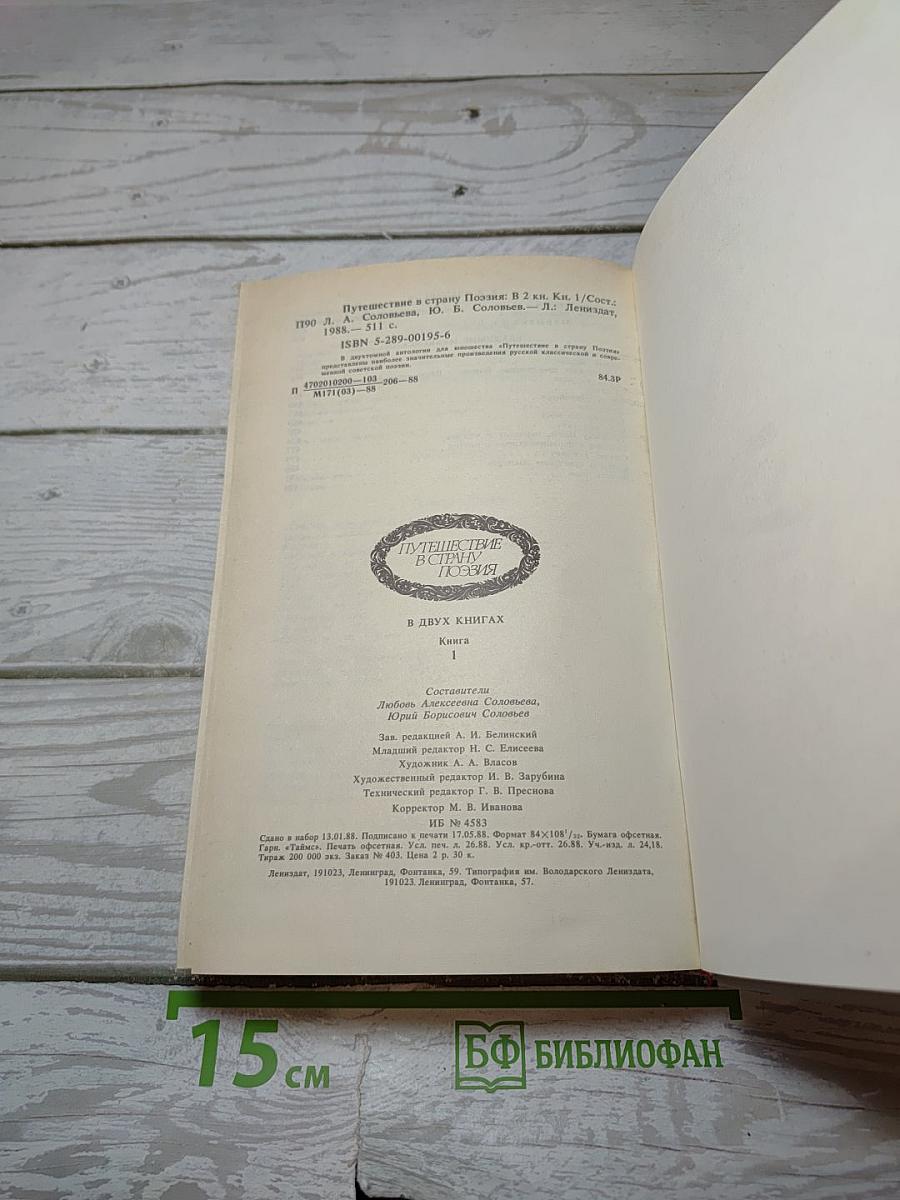 Путешествие в страну Поэзия: В 2 кн. Кн. 1/Сост.:
П90 Л. А. Соловьева, Ю. Б. Соловьев.— Л.: Лениздат,
1988.— 511 с.
ISBN 5-289-00195-6
В двухтомной антологии для юношества «Путешествие в страну Поэзия»
представлены наиболее значительные произведения русской классической и совре-
менной советской поэзии.
П 4702010200—103 206—88 84.3Р
М171(03)—88
ПУТЕШЕСТВИЕ
В СТРАНУ
ПОЭЗИЯ
В ДВУХ КНИГАХ
Книга
1
Составители
Любовь Алексеевна Соловьева,
Юрий Борисович Соловьев
Зав. редакцией А. И. Белинский
Младший редактор Н. С. Елисеева
Художник А. А. Власов
Художественный редактор И. В. Зарубина
Технический редактор Г. В. Преснова
Корректор М. В. Иванова
ИБ № 4583
Сдано в набор 13.01.88. Подписано к печати 17.05.88. Формат 84×108¹/₃₂. Бумага офсетная.
Гарн. «Таймс». Печать офсетная. Усл. печ. л. 26.88. Усл. кр.-отт. 26.88. Уч.-изд. л. 24,18.
Тираж 200 000 экз. Заказ № 403. Цена 2 р. 30 к.
Лениздат, 191023, Ленинград, Фонтанка, 59. Типография им. Володарского Лениздата,
191023. Ленинград, Фонтанка, 57.
15 см
БФ БИБЛИОФАН